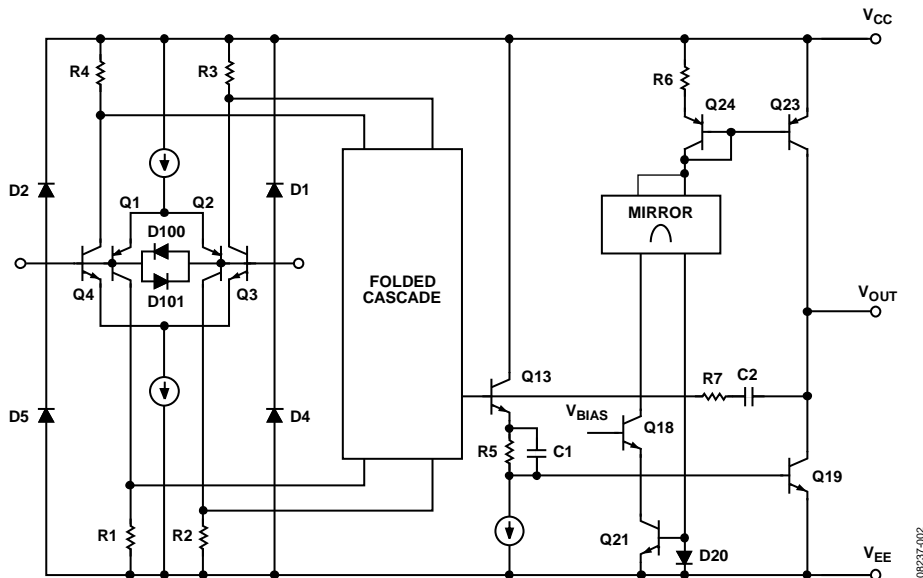 VCC
R4
R3
R6
Q24
Q23
D2
Q1
Q2
D1
D100
MIRROR
Q4
D101
Q3
FOLDED
CASCADE
VOUT
Q13
R7
C2
D5
D4
VBIAS
Q18
R5
C1
Q19
R1
R2
Q21
D20
VEE
08237-002